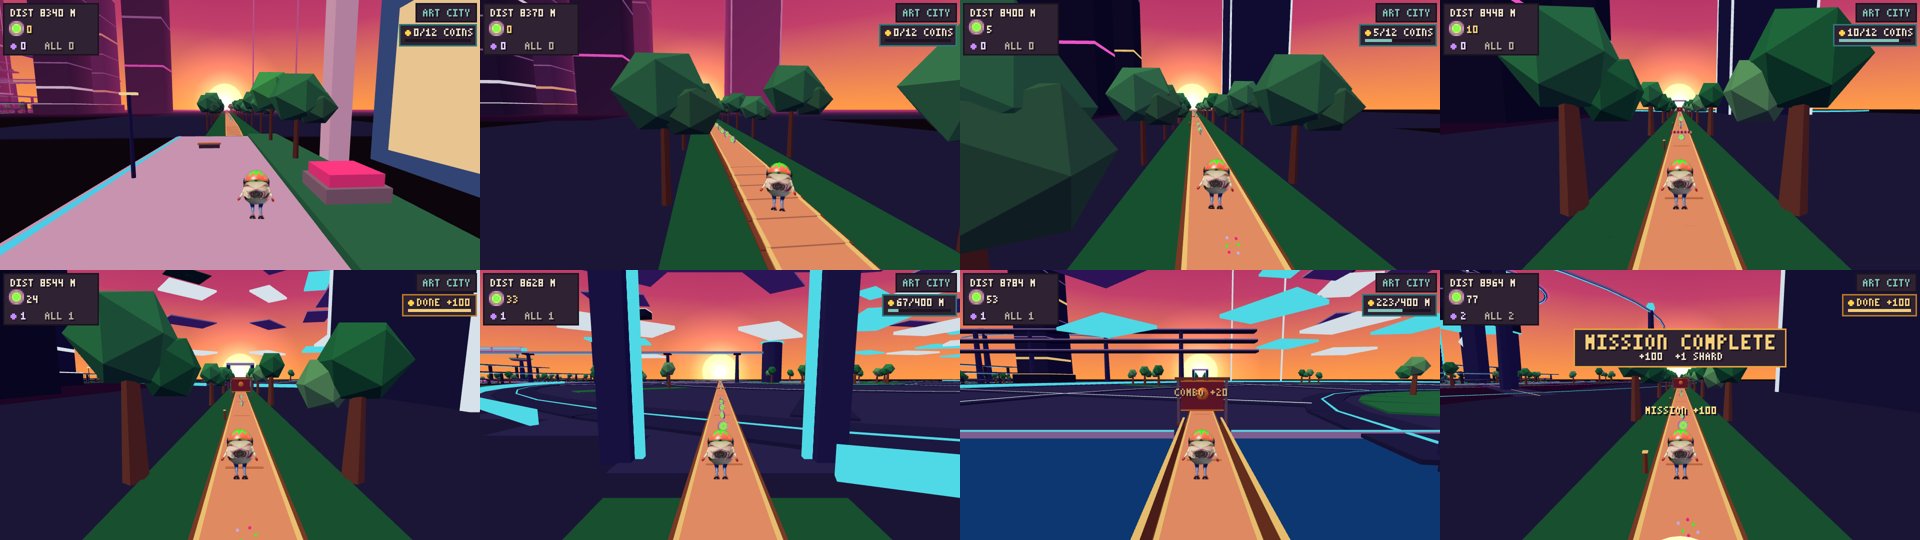 DIST 8340 M
0
0 ALL 0
ART CITY
0/12 COINS
DIST 8370 M
0
0 ALL 0
ART CITY
0/12 COINS
DIST 8400 M
5
0 ALL 0
ART CITY
5/12 COINS
DIST 8448 M
10
0 ALL 0
ART CITY
10/12 COINS
DIST 8544 M
24
1 ALL 1
ART CITY
DONE +100
DIST 8628 M
33
1 ALL 1
ART CITY
67/400 M
DIST 8784 M
53
1 ALL 1
ART CITY
223/400 M
COMBO +20
DIST 8964 M
77
2 ALL 2
ART CITY
DONE +100
MISSION COMPLETE
+100 +1 SHARD
MISSION +100